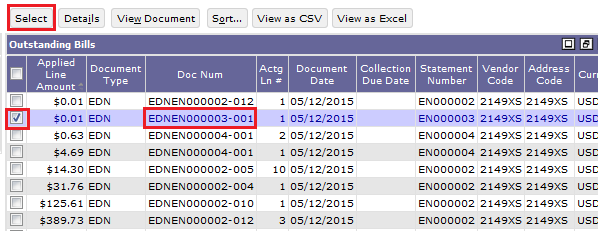 Select Details View Document Sort... View as CSV View as Excel
Outstanding Bills
Applied Line Amount Document Type Doc Num Actg Ln # Document Date Collection Due Date Statement Number Vendor Code Address Code Curr
$0.01 EDN EDNEN000002-012 1 05/12/2015 EN000002 2149XS 2149XS USD
$0.01 EDN EDNEN000003-001 1 05/12/2015 EN000003 2149XS 2149XS USD
$0.63 EDN EDNEN000004-001 2 05/12/2015 EN000004 2149XS 2149XS USD
$4.69 EDN EDNEN000004-001 1 05/12/2015 EN000004 2149XS 2149XS USD
$14.30 EDN EDNEN000002-005 10 05/12/2015 EN000002 2149XS 2149XS USD
$31.76 EDN EDNEN000002-004 1 05/12/2015 EN000002 2149XS 2149XS USD
$125.61 EDN EDNEN000002-010 1 05/12/2015 EN000002 2149XS 2149XS USD
$389.73 EDN EDNEN000002-012 3 05/12/2015 EN000002 2149XS 2149XS USD